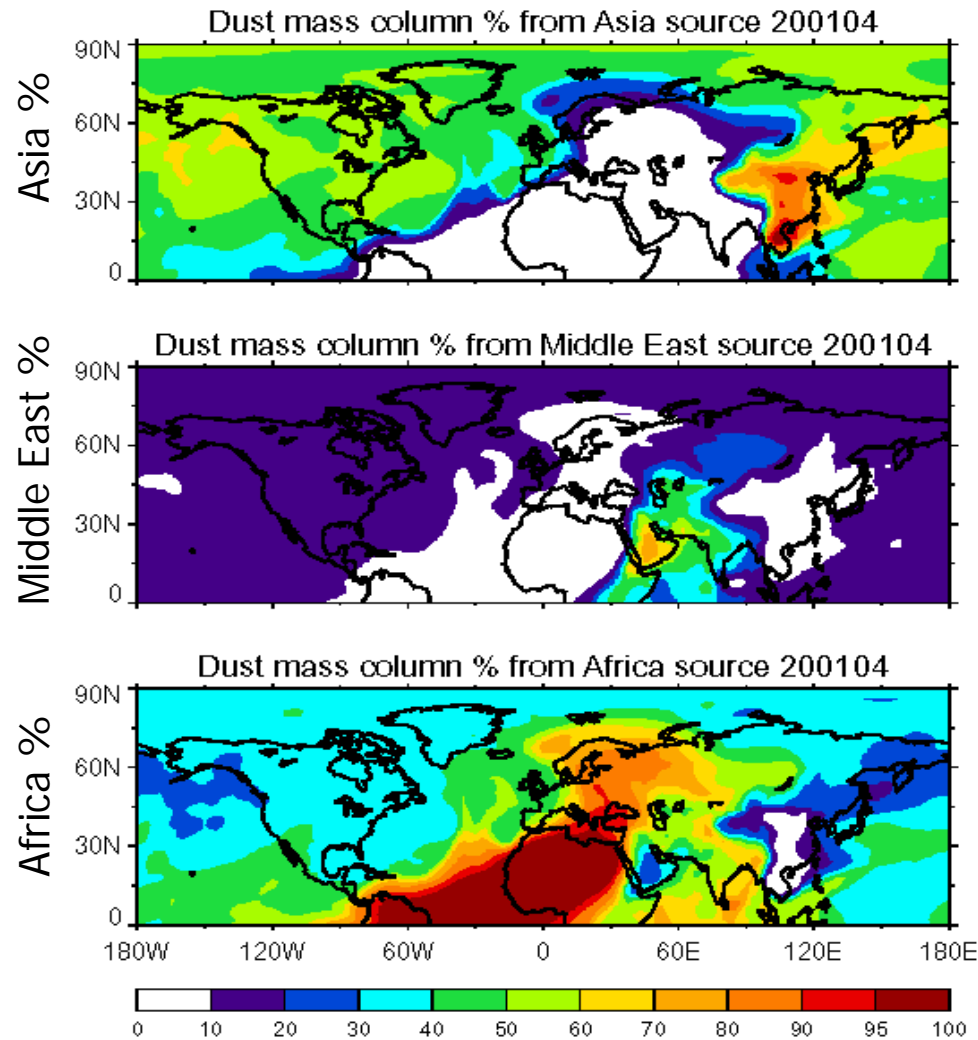 Dust mass column % from Asia source 200104
Asia %
90N
60N
30N
0
Dust mass column % from Middle East source 200104
Middle East %
90N
60N
30N
0
Dust mass column % from Africa source 200104
Africa %
90N
60N
30N
0
180W 120W 60W 0 60E 120E 180E
0 10 20 30 40 50 60 70 80 90 95 100